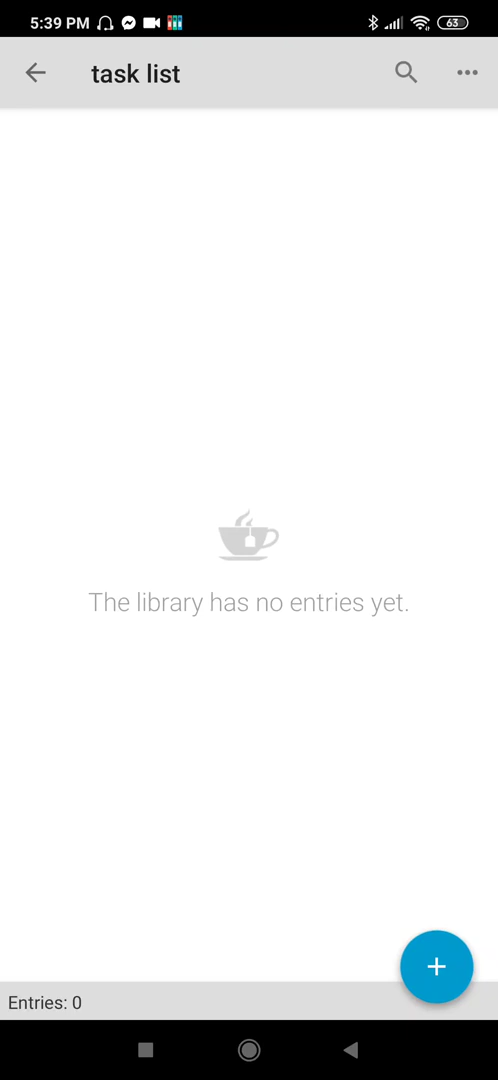 5:39 PM 63
task list
The library has no entries yet.
Entries: 0